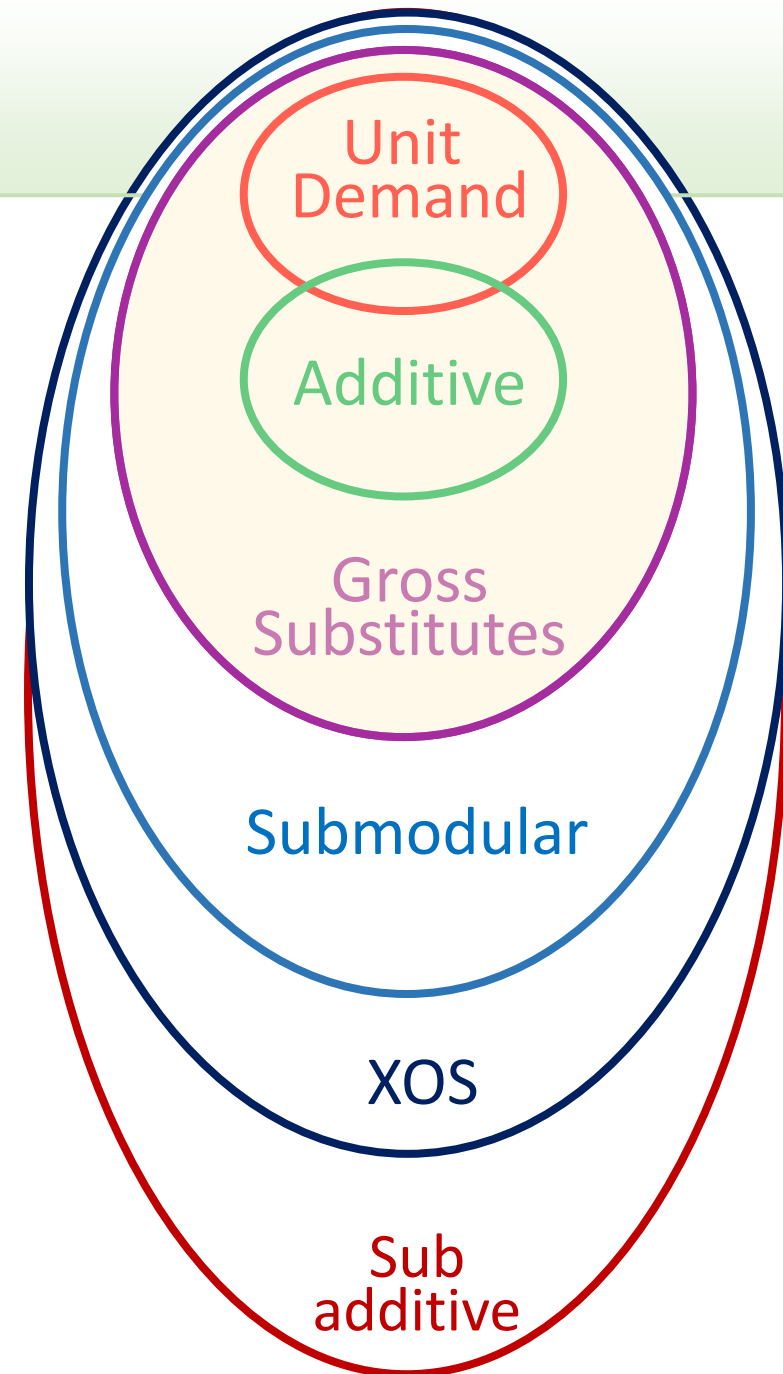 Unit
Demand
Additive
Gross
Substitutes
Submodular
XOS
Sub
additive